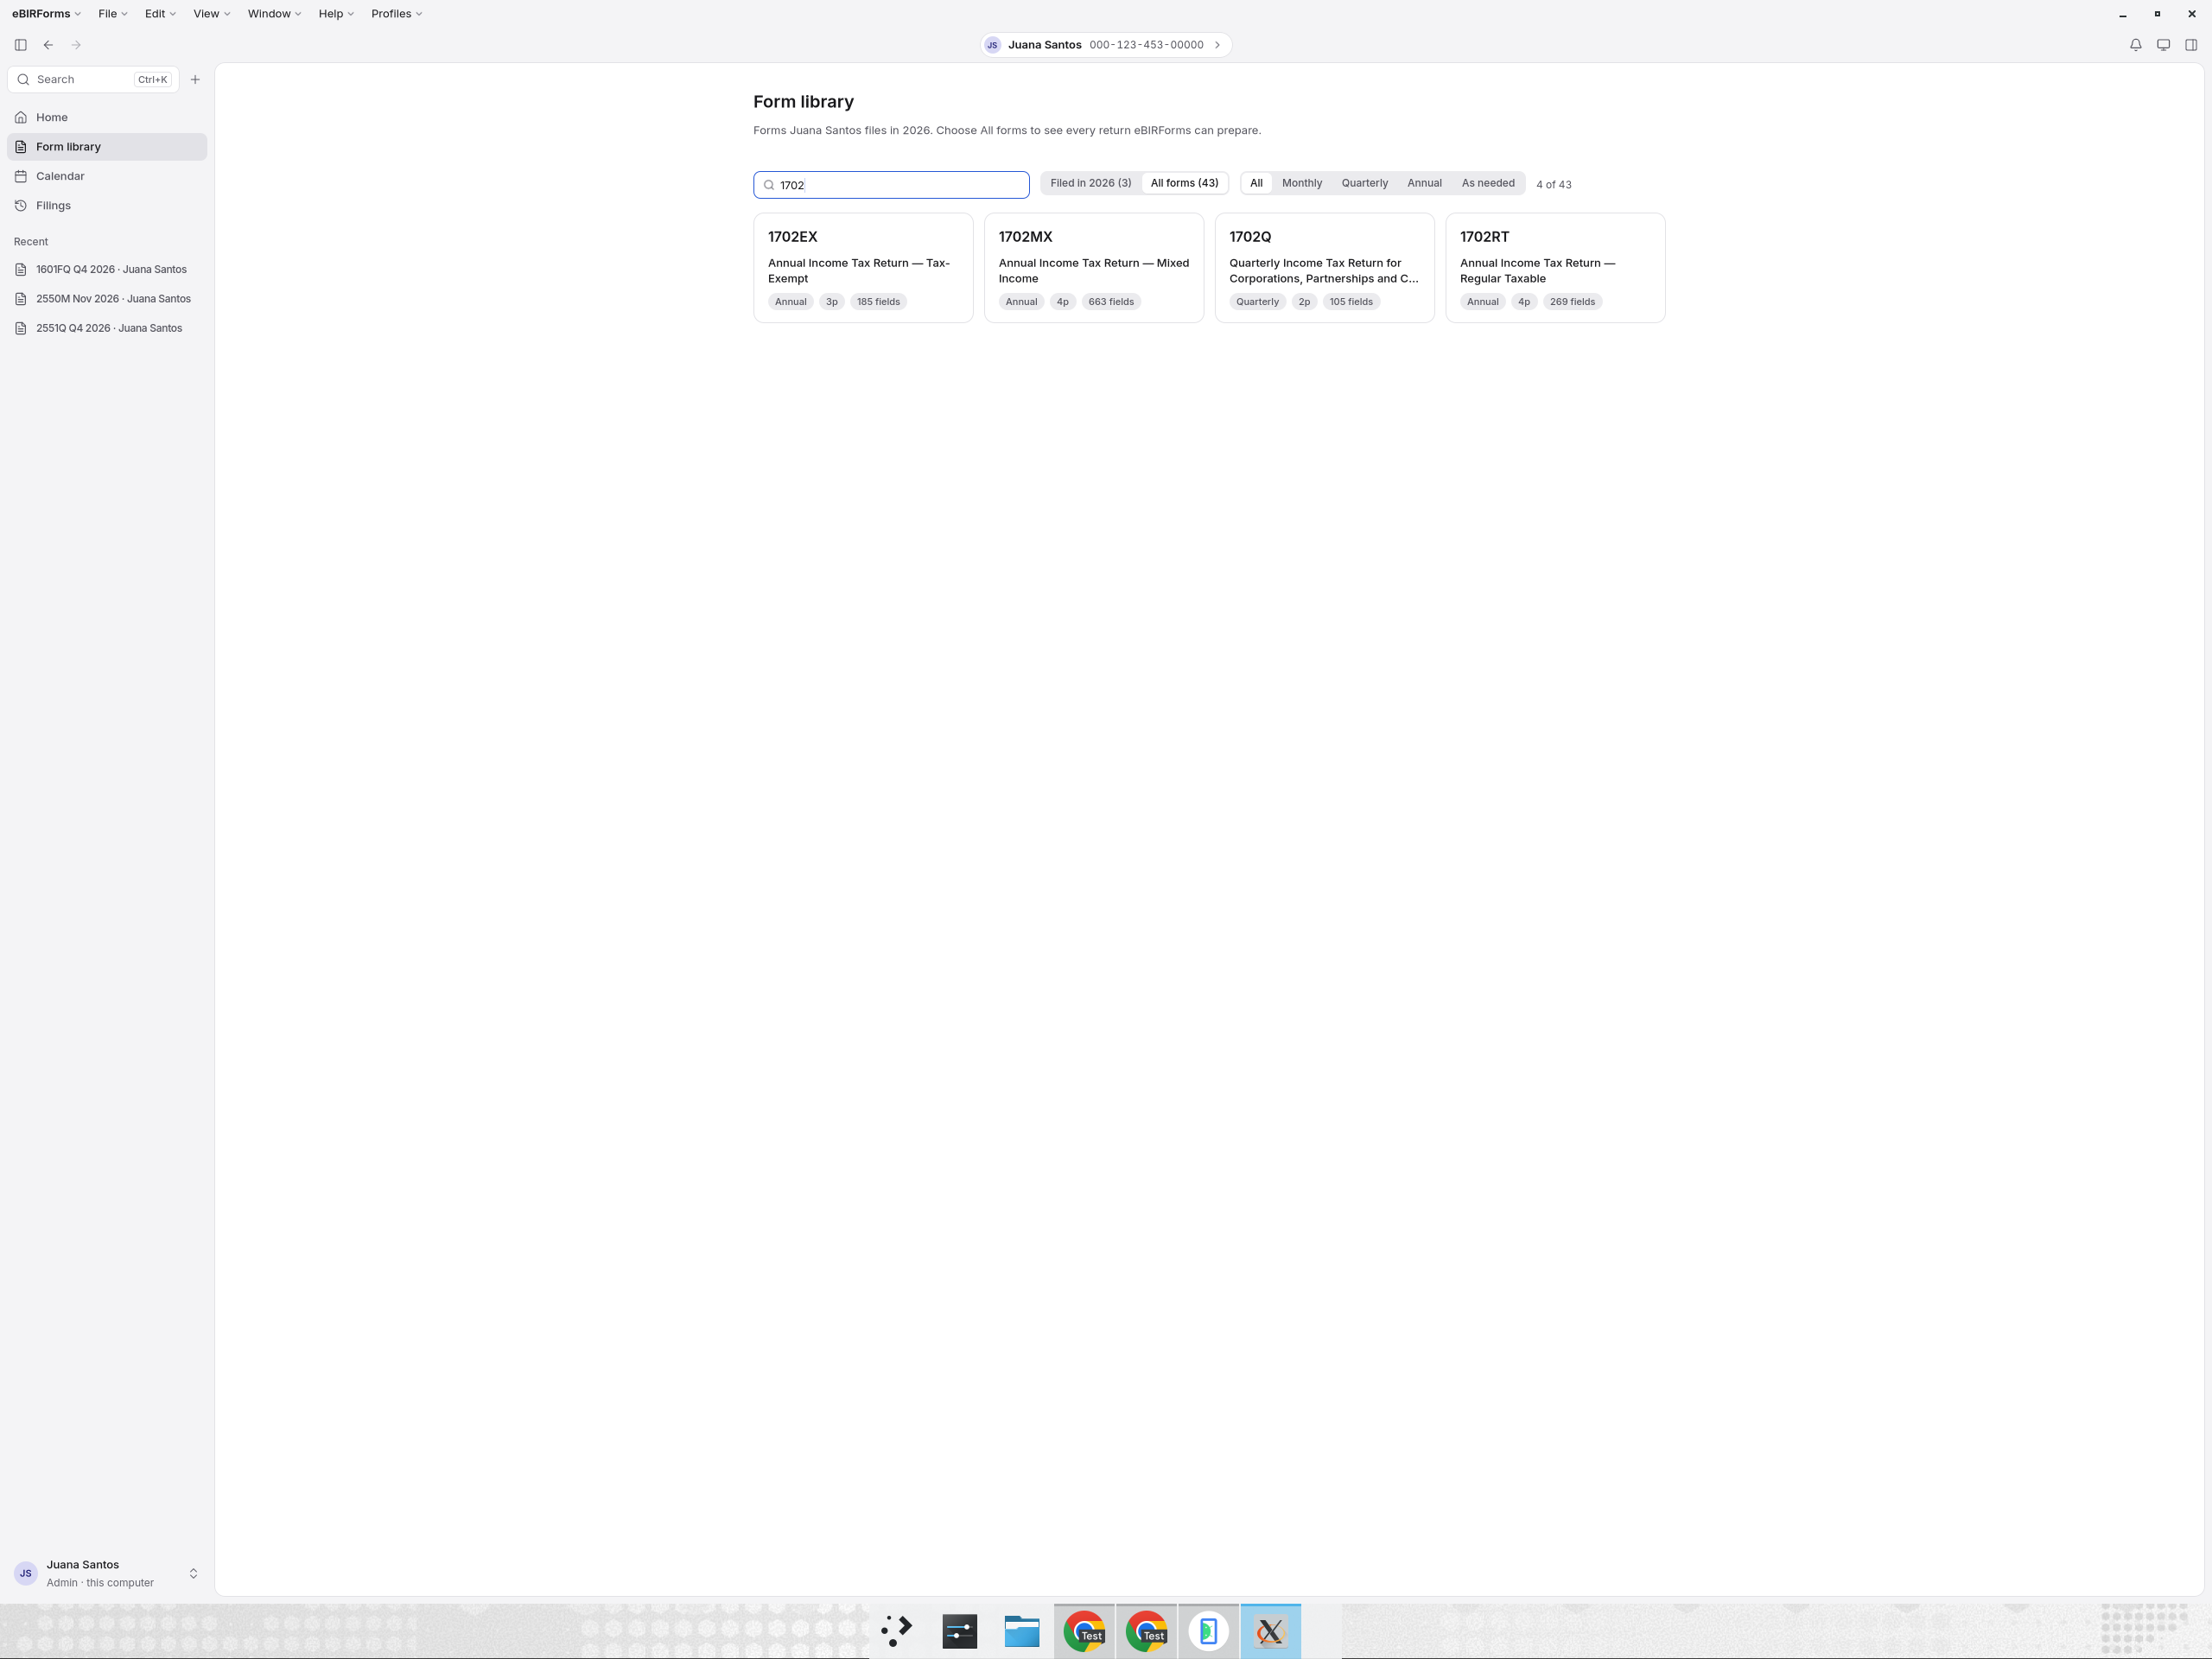 eBIRForms File Edit View Window Help Profiles
JS Juana Santos 000-123-453-00000
Search Ctrl+K
Home
Form library
Calendar
Filings
Recent
1601FQ Q4 2026 · Juana Santos
2550M Nov 2026 · Juana Santos
2551Q Q4 2026 · Juana Santos
Form library
Forms Juana Santos files in 2026. Choose All forms to see every return eBIRForms can prepare.
1702 Filed in 2026 (3) All forms (43) All Monthly Quarterly Annual As needed 4 of 43
1702EX
Annual Income Tax Return — Tax-
Exempt
Annual 3p 185 fields
1702MX
Annual Income Tax Return — Mixed
Income
Annual 4p 663 fields
1702Q
Quarterly Income Tax Return for
Corporations, Partnerships and C...
Quarterly 2p 105 fields
1702RT
Annual Income Tax Return —
Regular Taxable
Annual 4p 269 fields
JS Juana Santos
Admin · this computer
Test Test